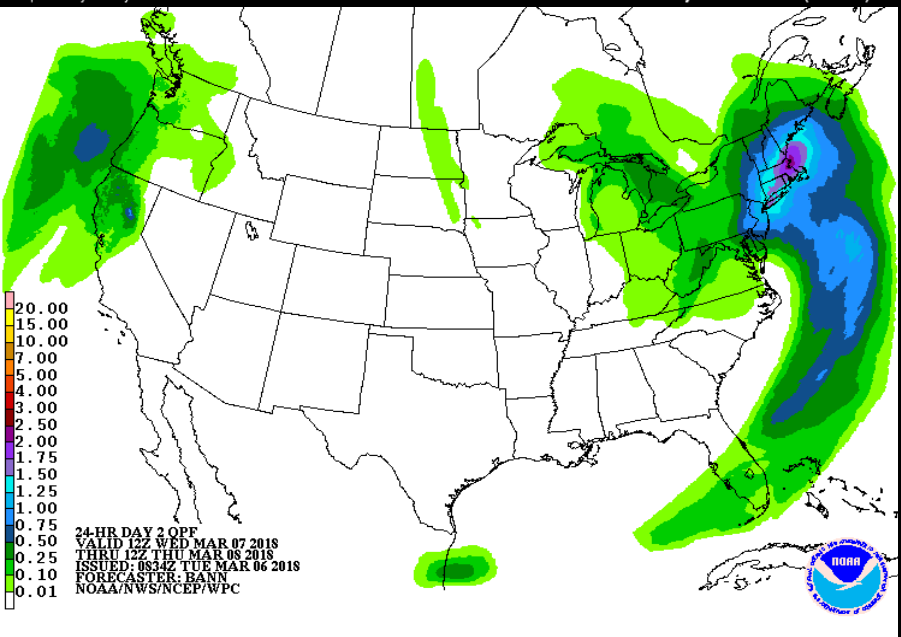 20.00
15.00
10.00
7.00
5.00
4.00
3.00
2.50
2.00
1.75
1.50
1.25
1.00
0.75
0.50
0.25
0.10
0.01
24-HR DAY 2 QPF
VALID 12Z WED MAR 07 2018
THRU 12Z THU MAR 08 2018
ISSUED: 0834Z TUE MAR 06 2018
FORECASTER: BANN
NOAA/NWS/NCEP/WPC
NOAA